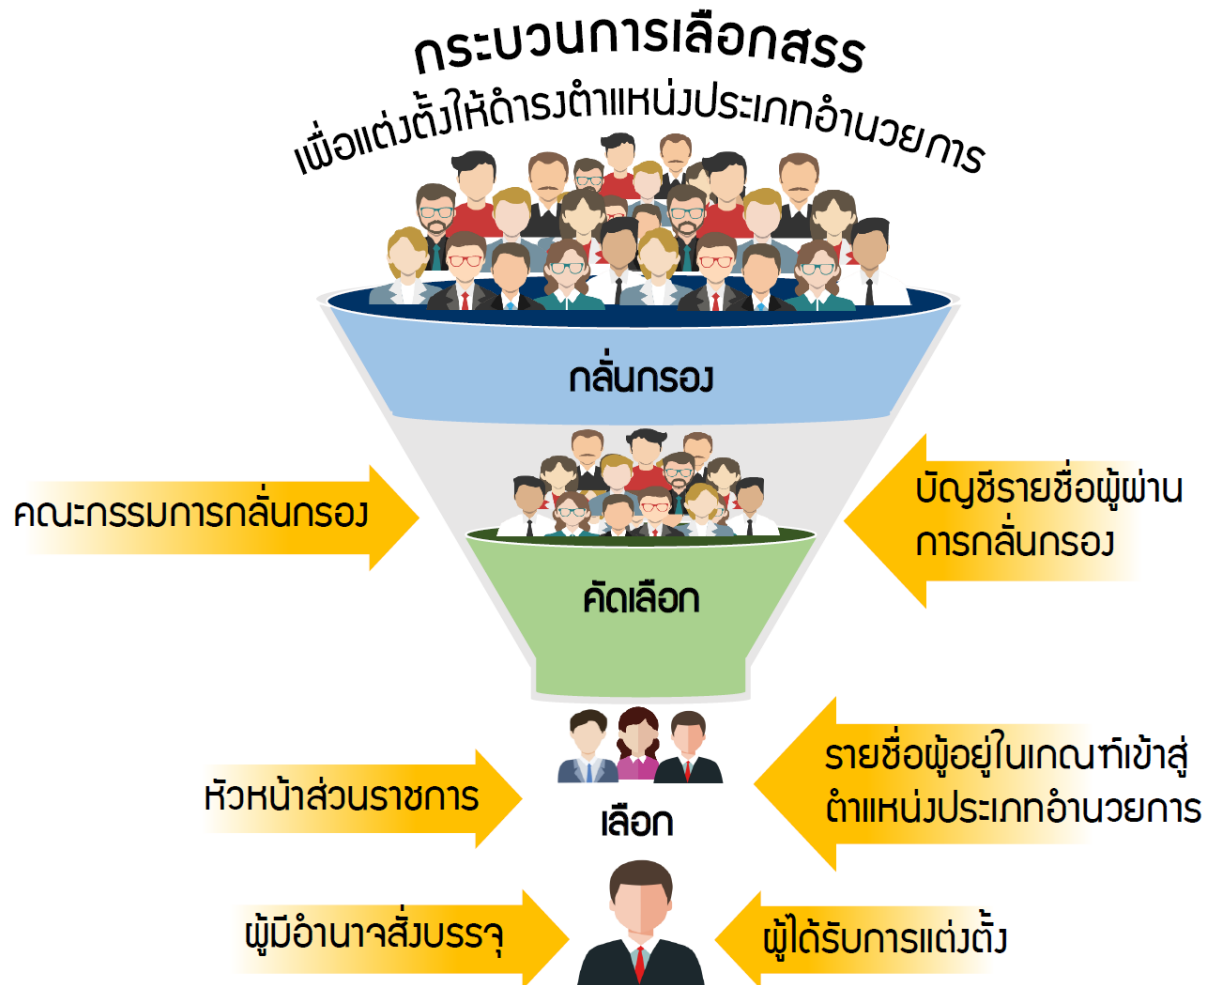 กระบวนการเลือกสรร
เพื่อแต่งตั้งให้ดำรงตำแหน่งประเภทอำนวยการ
กลั่นกรอง
คณะกรรมการกลั่นกรอง
บัญชีรายชื่อผู้ผ่าน
การกลั่นกรอง
คัดเลือก
หัวหน้าส่วนราชการ
รายชื่อผู้อยู่ในเกณฑ์เข้าสู่
ตำแหน่งประเภทอำนวยการ
เลือก
ผู้มีอำนาจสั่งบรรจุ
ผู้ได้รับการแต่งตั้ง